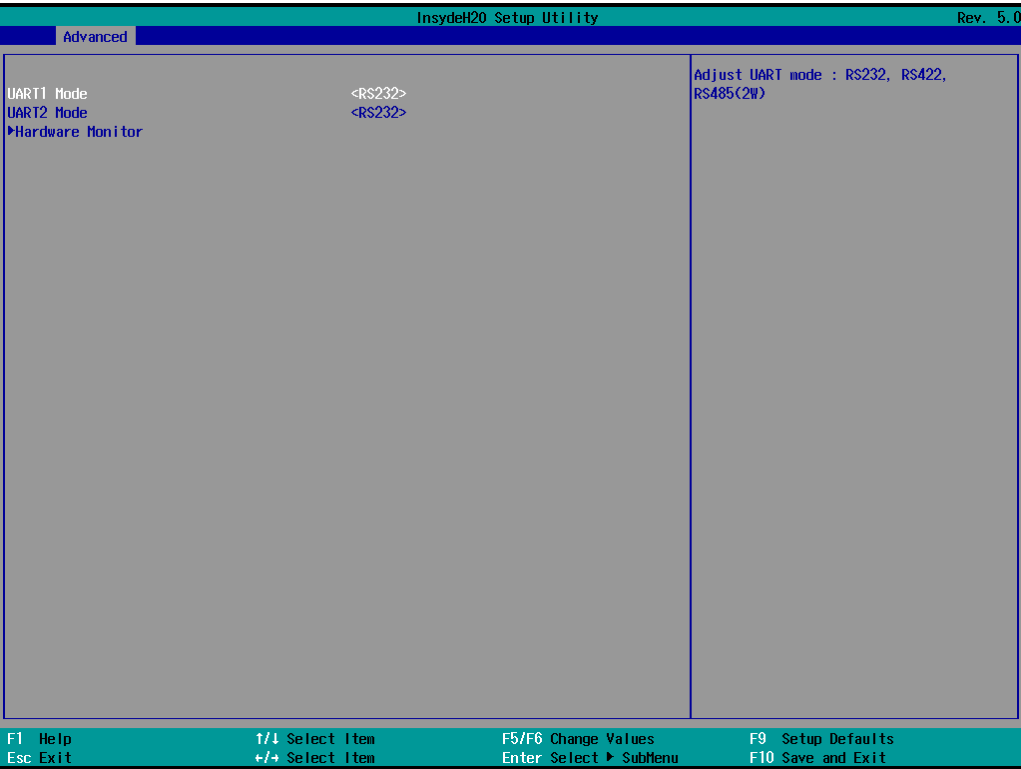 InsydeH20 Setup Utility Rev. 5.0
Advanced
UART1 Mode <RS232>
UART2 Mode <RS232>
▶Hardware Monitor
Adjust UART mode : RS232, RS422,
RS485(2W)
F1 Help ↑/↓ Select Item F5/F6 Change Values F9 Setup Defaults
Esc Exit ←/→ Select Item Enter Select ▶ SubMenu F10 Save and Exit